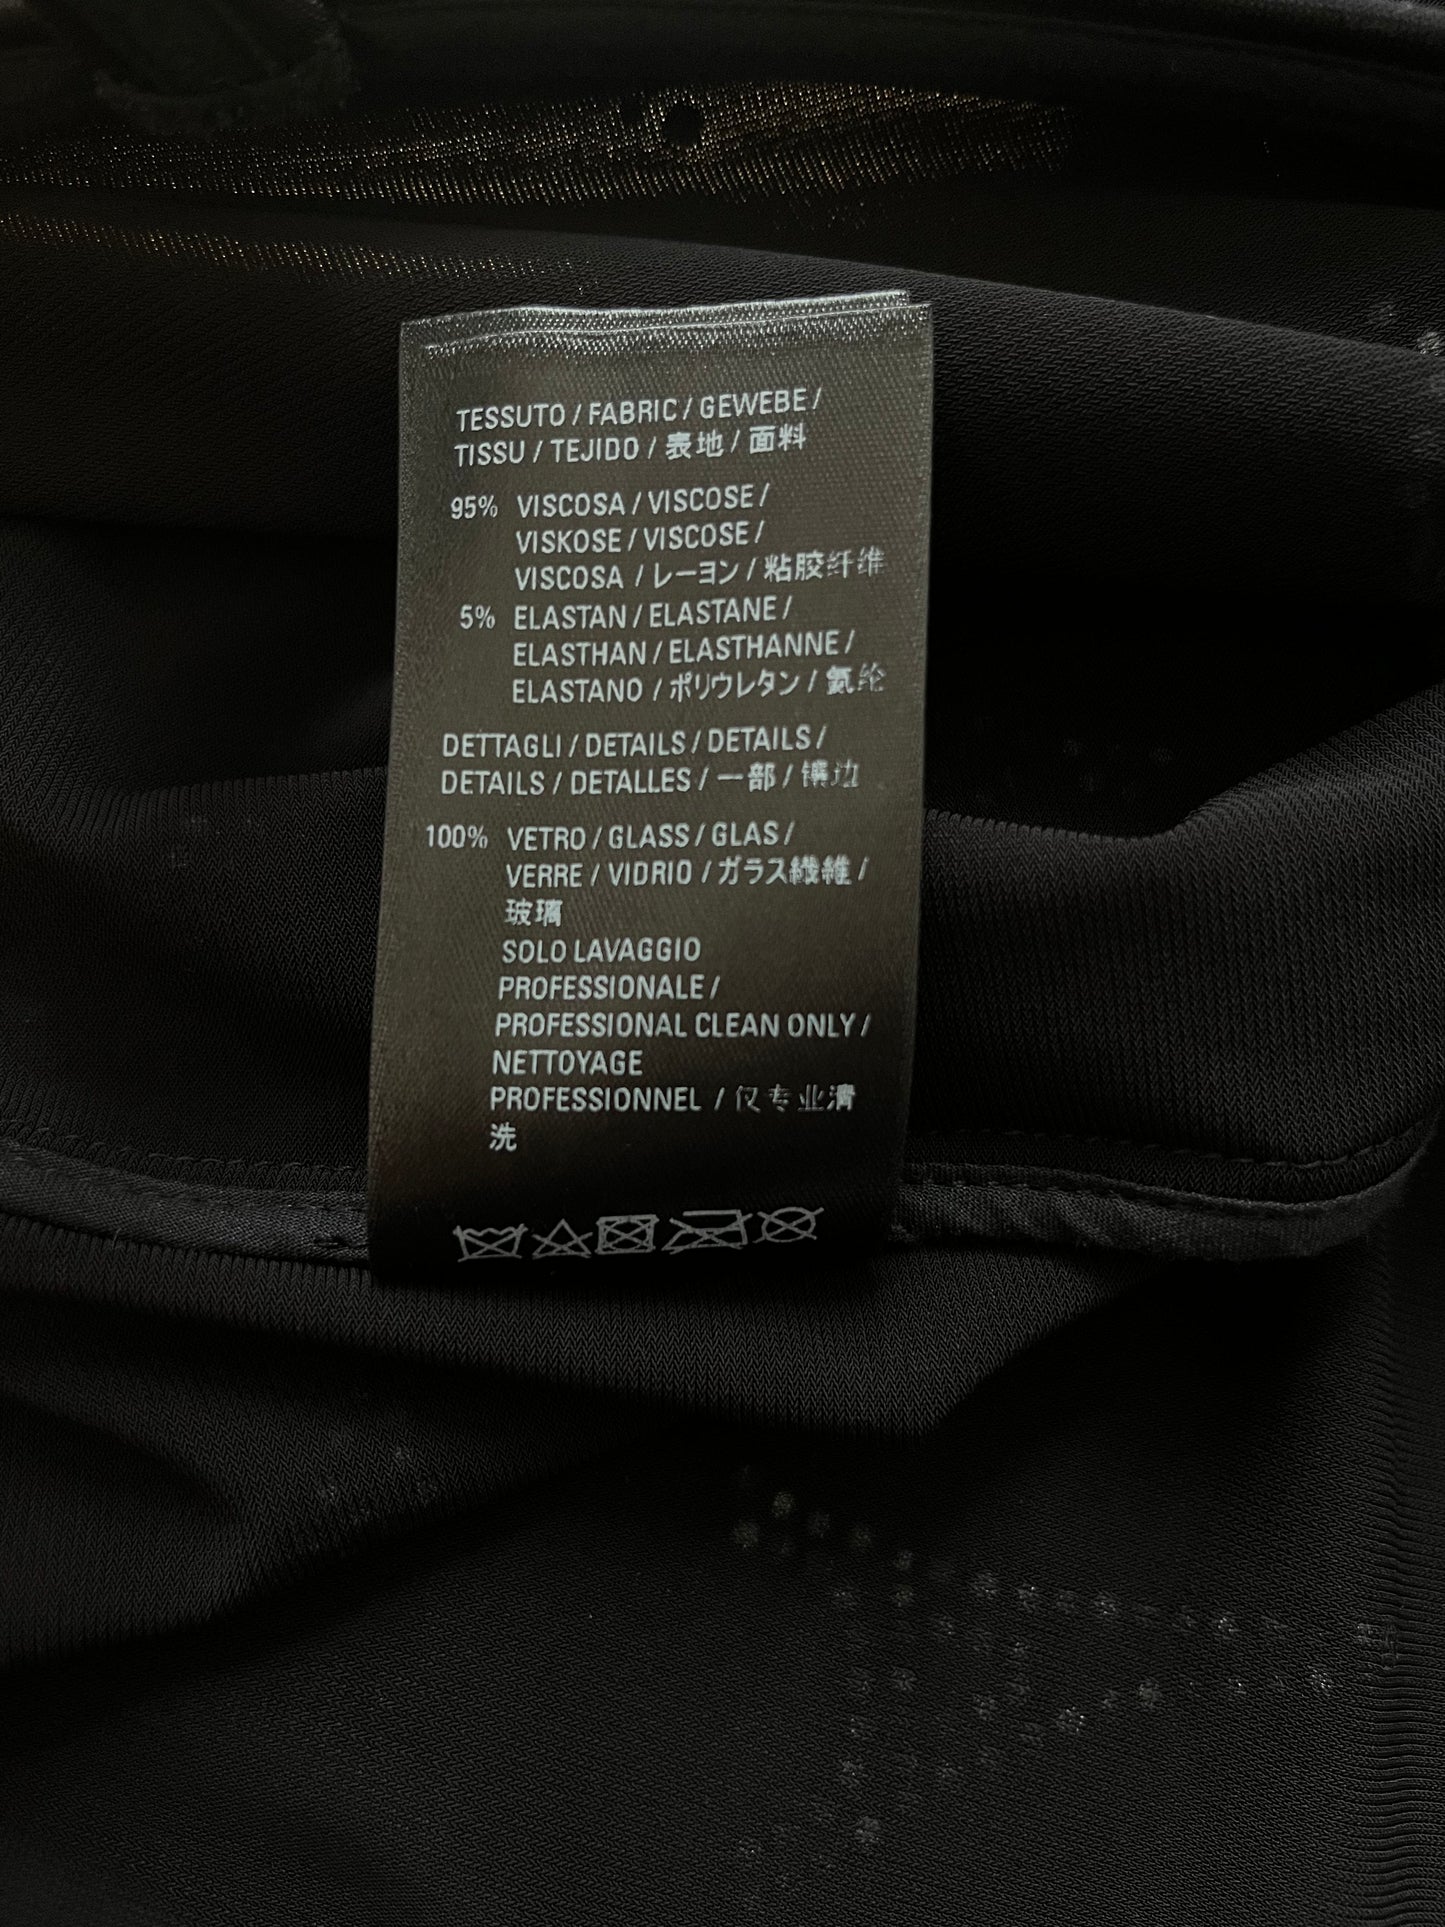 TESSUTO / FABRIC / GEWEBE /
TISSU / TEJIDO / 表地 / 面料
95% VISCOSA / VISCOSE /
VISKOSE / VISCOSE /
VISCOSA / レーヨン / 粘胶纤维
5% ELASTAN / ELASTANE /
ELASTHAN / ELASTHANNE /
ELASTANO / ポリウレタン / 氨纶
DETTAGLI / DETAILS / DETAILS /
DETAILS / DETALLES / 一部 / 镶边
100% VETRO / GLASS / GLAS /
VERRE / VIDRIO / ガラス繊維 /
玻璃
SOLO LAVAGGIO
PROFESSIONALE /
PROFESSIONAL CLEAN ONLY /
NETTOYAGE
PROFESSIONNEL / 仅专业清
洗